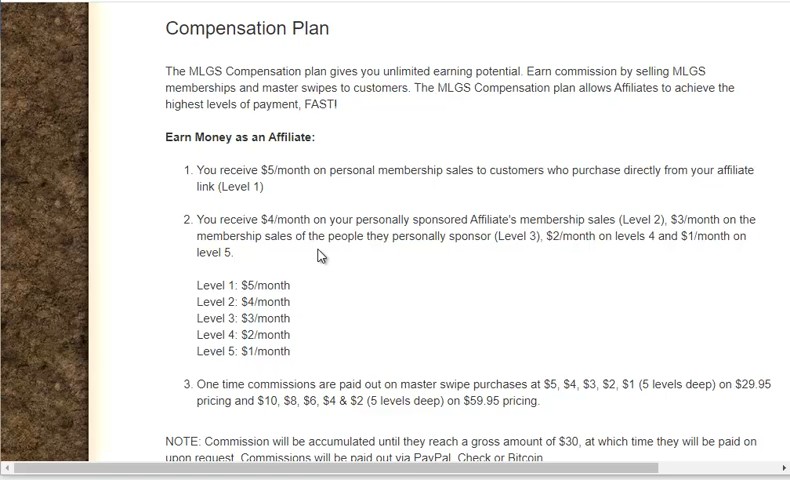 Compensation Plan
The MLGS Compensation plan gives you unlimited earning potential. Earn commission by selling MLGS
memberships and master swipes to customers. The MLGS Compensation plan allows Affiliates to achieve the
highest levels of payment, FAST!
Earn Money as an Affiliate:
1. You receive $5/month on personal membership sales to customers who purchase directly from your affiliate
link (Level 1)
2. You receive $4/month on your personally sponsored Affiliate's membership sales (Level 2), $3/month on the
membership sales of the people they personally sponsor (Level 3), $2/month on levels 4 and $1/month on
level 5.
Level 1: $5/month
Level 2: $4/month
Level 3: $3/month
Level 4: $2/month
Level 5: $1/month
3. One time commissions are paid out on master swipe purchases at $5, $4, $3, $2, $1 (5 levels deep) on $29.95
pricing and $10, $8, $6, $4 & $2 (5 levels deep) on $59.95 pricing.
NOTE: Commission will be accumulated until they reach a gross amount of $30, at which time they will be paid on
upon request. Commissions will be paid out via PayPal, Check or Bitcoin